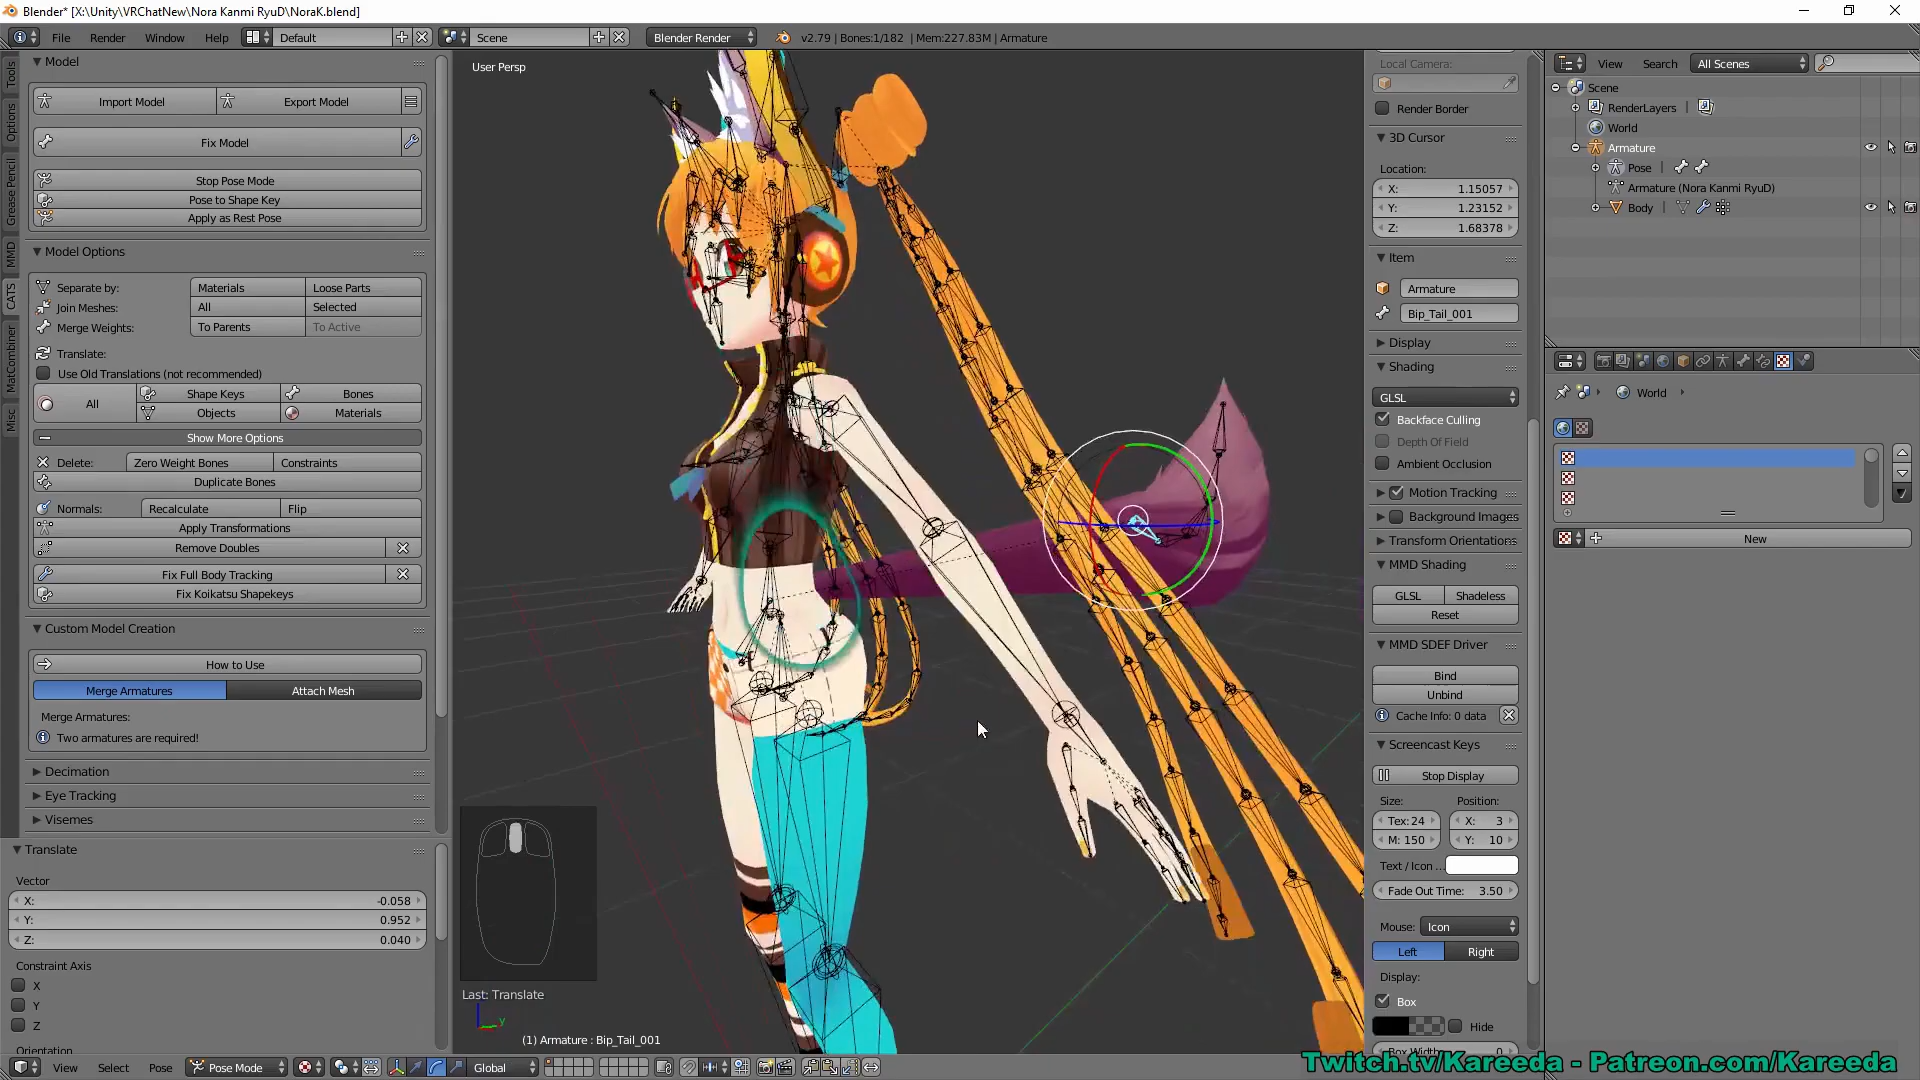 Blender* [X:\Unity\VRChatNew\Nora Kanmi RyuD\NoraK.blend]
File Render Window Help Default Scene Blender Render v2.79 | Bones:1/182 | Mem:227.83M | Armature
Tools
Options
Grease Pencil
MMD
CATS
MatCombiner
Misc
Model
Import Model Export Model
Fix Model
Stop Pose Mode
Pose to Shape Key
Apply as Rest Pose
Model Options
Separate by: Materials Loose Parts
Join Meshes: All Selected
Merge Weights: To Parents To Active
Translate:
Use Old Translations (not recommended)
All Shape Keys Bones
Objects Materials
Show More Options
Delete: Zero Weight Bones Constraints
Duplicate Bones
Normals: Recalculate Flip
Apply Transformations
Remove Doubles
Fix Full Body Tracking
Fix Koikatsu Shapekeys
Custom Model Creation
How to Use
Merge Armatures Attach Mesh
Merge Armatures:
Two armatures are required!
Decimation
Eye Tracking
Visemes
Translate
Vector
X: -0.058
Y: 0.952
Z: 0.040
Constraint Axis
X
Y
Z
Orientation
User Persp
Last: Translate
y
(1) Armature : Bip_Tail_001
View Select Pose Pose Mode Global
Local Camera:
Render Border
3D Cursor
Location:
X: 1.15057
Y: 1.23152
Z: 1.68378
Item
Armature
Bip_Tail_001
Display
Shading
GLSL
Backface Culling
Depth Of Field
Ambient Occlusion
Motion Tracking
Background Images
Transform Orientations
MMD Shading
GLSL Shadeless
Reset
MMD SDEF Driver
Bind
Unbind
Cache Info: 0 data
Screencast Keys
Stop Display
Size: Position:
Tex: 24 X: 3
M: 150 Y: 10
Text / Icon ...
Fade Out Time: 3.50
Mouse: Icon
Left Right
Display:
Box
Hide
View Search All Scenes
Scene
RenderLayers
World
Armature
Pose
Armature (Nora Kanmi RyuD)
Body
World
New
Twitch.tv/Kareeda - Patreon.com/Kareeda